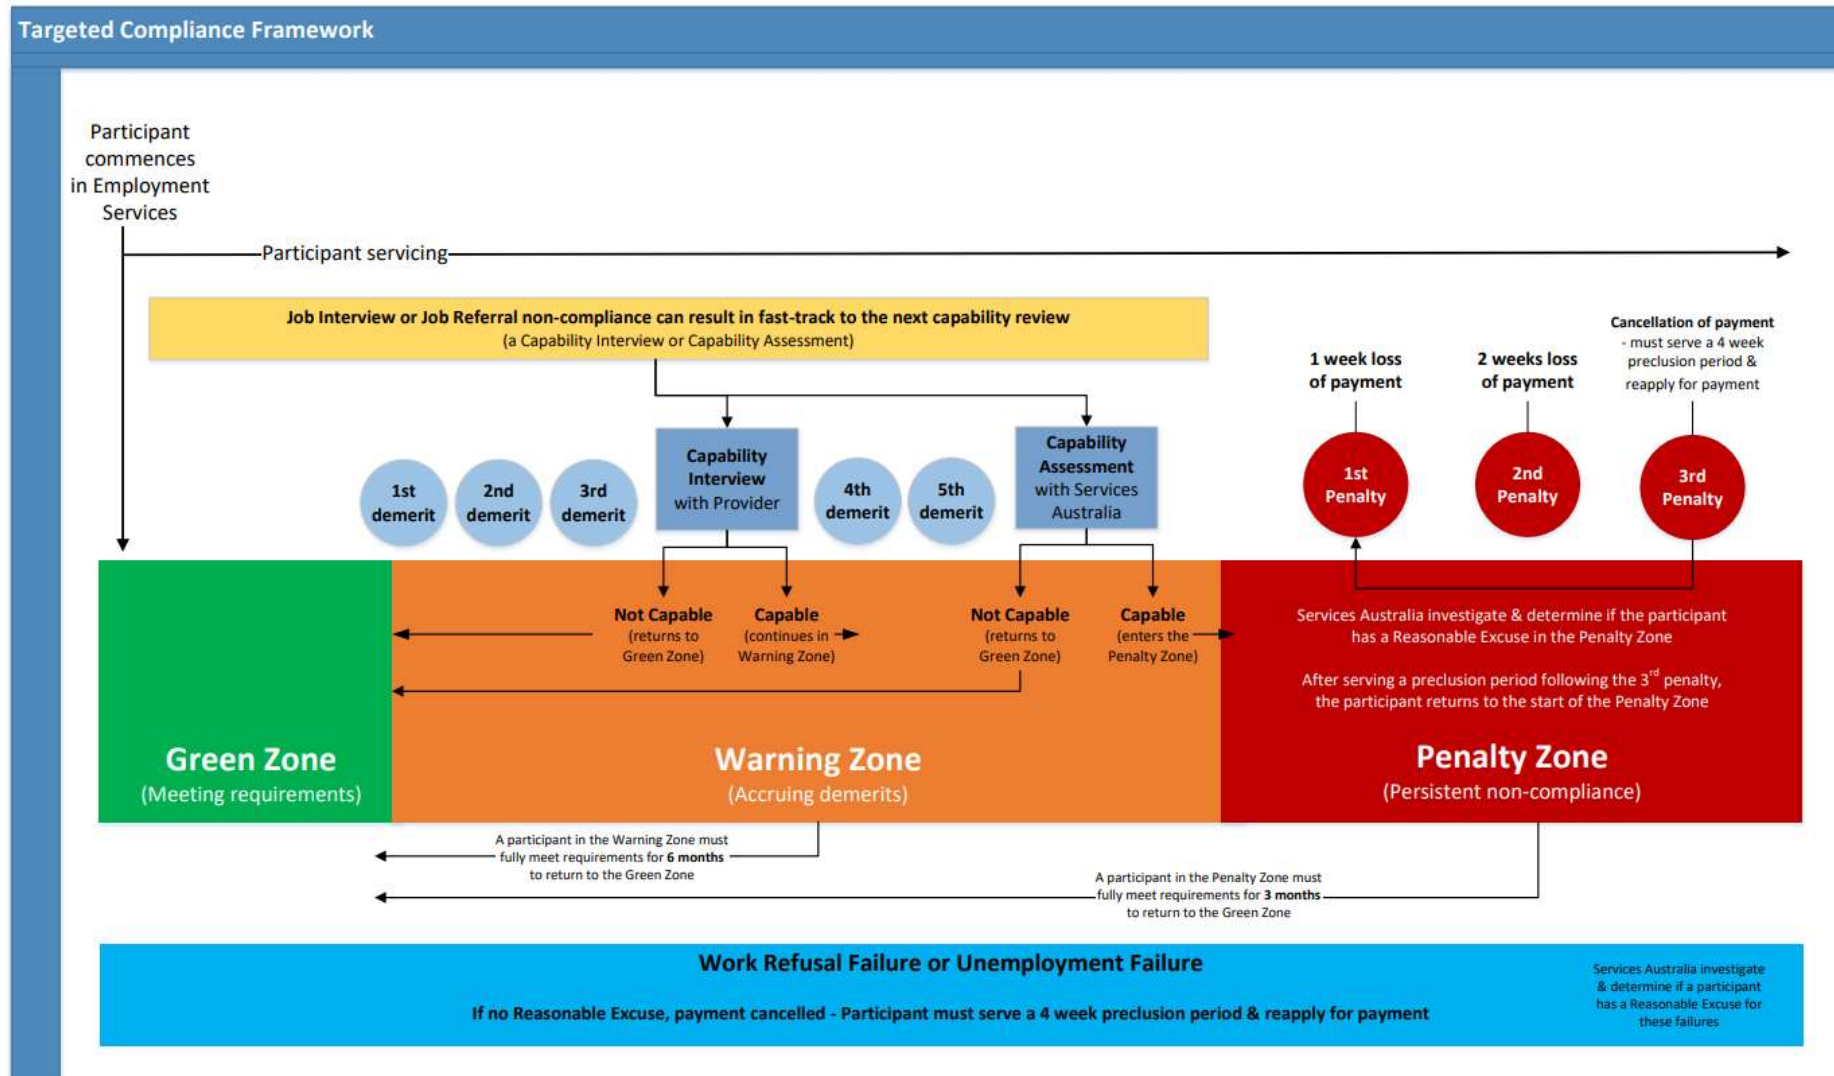 Targeted Compliance Framework
Participant
commences
in Employment
Services
Participant servicing
Job Interview or Job Referral non-compliance can result in fast-track to the next capability review
(a Capability Interview or Capability Assessment)
1st
demerit
2nd
demerit
3rd
demerit
Capability
Interview
with Provider
4th
demerit
5th
demerit
Capability
Assessment
with Services
Australia
1 week loss
of payment
2 weeks loss
of payment
Cancellation of payment
- must serve a 4 week
preclusion period &
reapply for payment
1st
Penalty
2nd
Penalty
3rd
Penalty
Not Capable
(returns to
Green Zone)
Capable
(continues in
Warning Zone)
Not Capable
(returns to
Green Zone)
Capable
(enters the
Penalty Zone)
Services Australia investigate & determine if the participant
has a Reasonable Excuse in the Penalty Zone
After serving a preclusion period following the 3rd penalty,
the participant returns to the start of the Penalty Zone
Green Zone
(Meeting requirements)
Warning Zone
(Accruing demerits)
Penalty Zone
(Persistent non-compliance)
A participant in the Warning Zone must
fully meet requirements for 6 months
to return to the Green Zone
A participant in the Penalty Zone must
fully meet requirements for 3 months
to return to the Green Zone
Work Refusal Failure or Unemployment Failure
If no Reasonable Excuse, payment cancelled - Participant must serve a 4 week preclusion period & reapply for payment
Services Australia investigate
& determine if a participant
has a Reasonable Excuse for
these failures